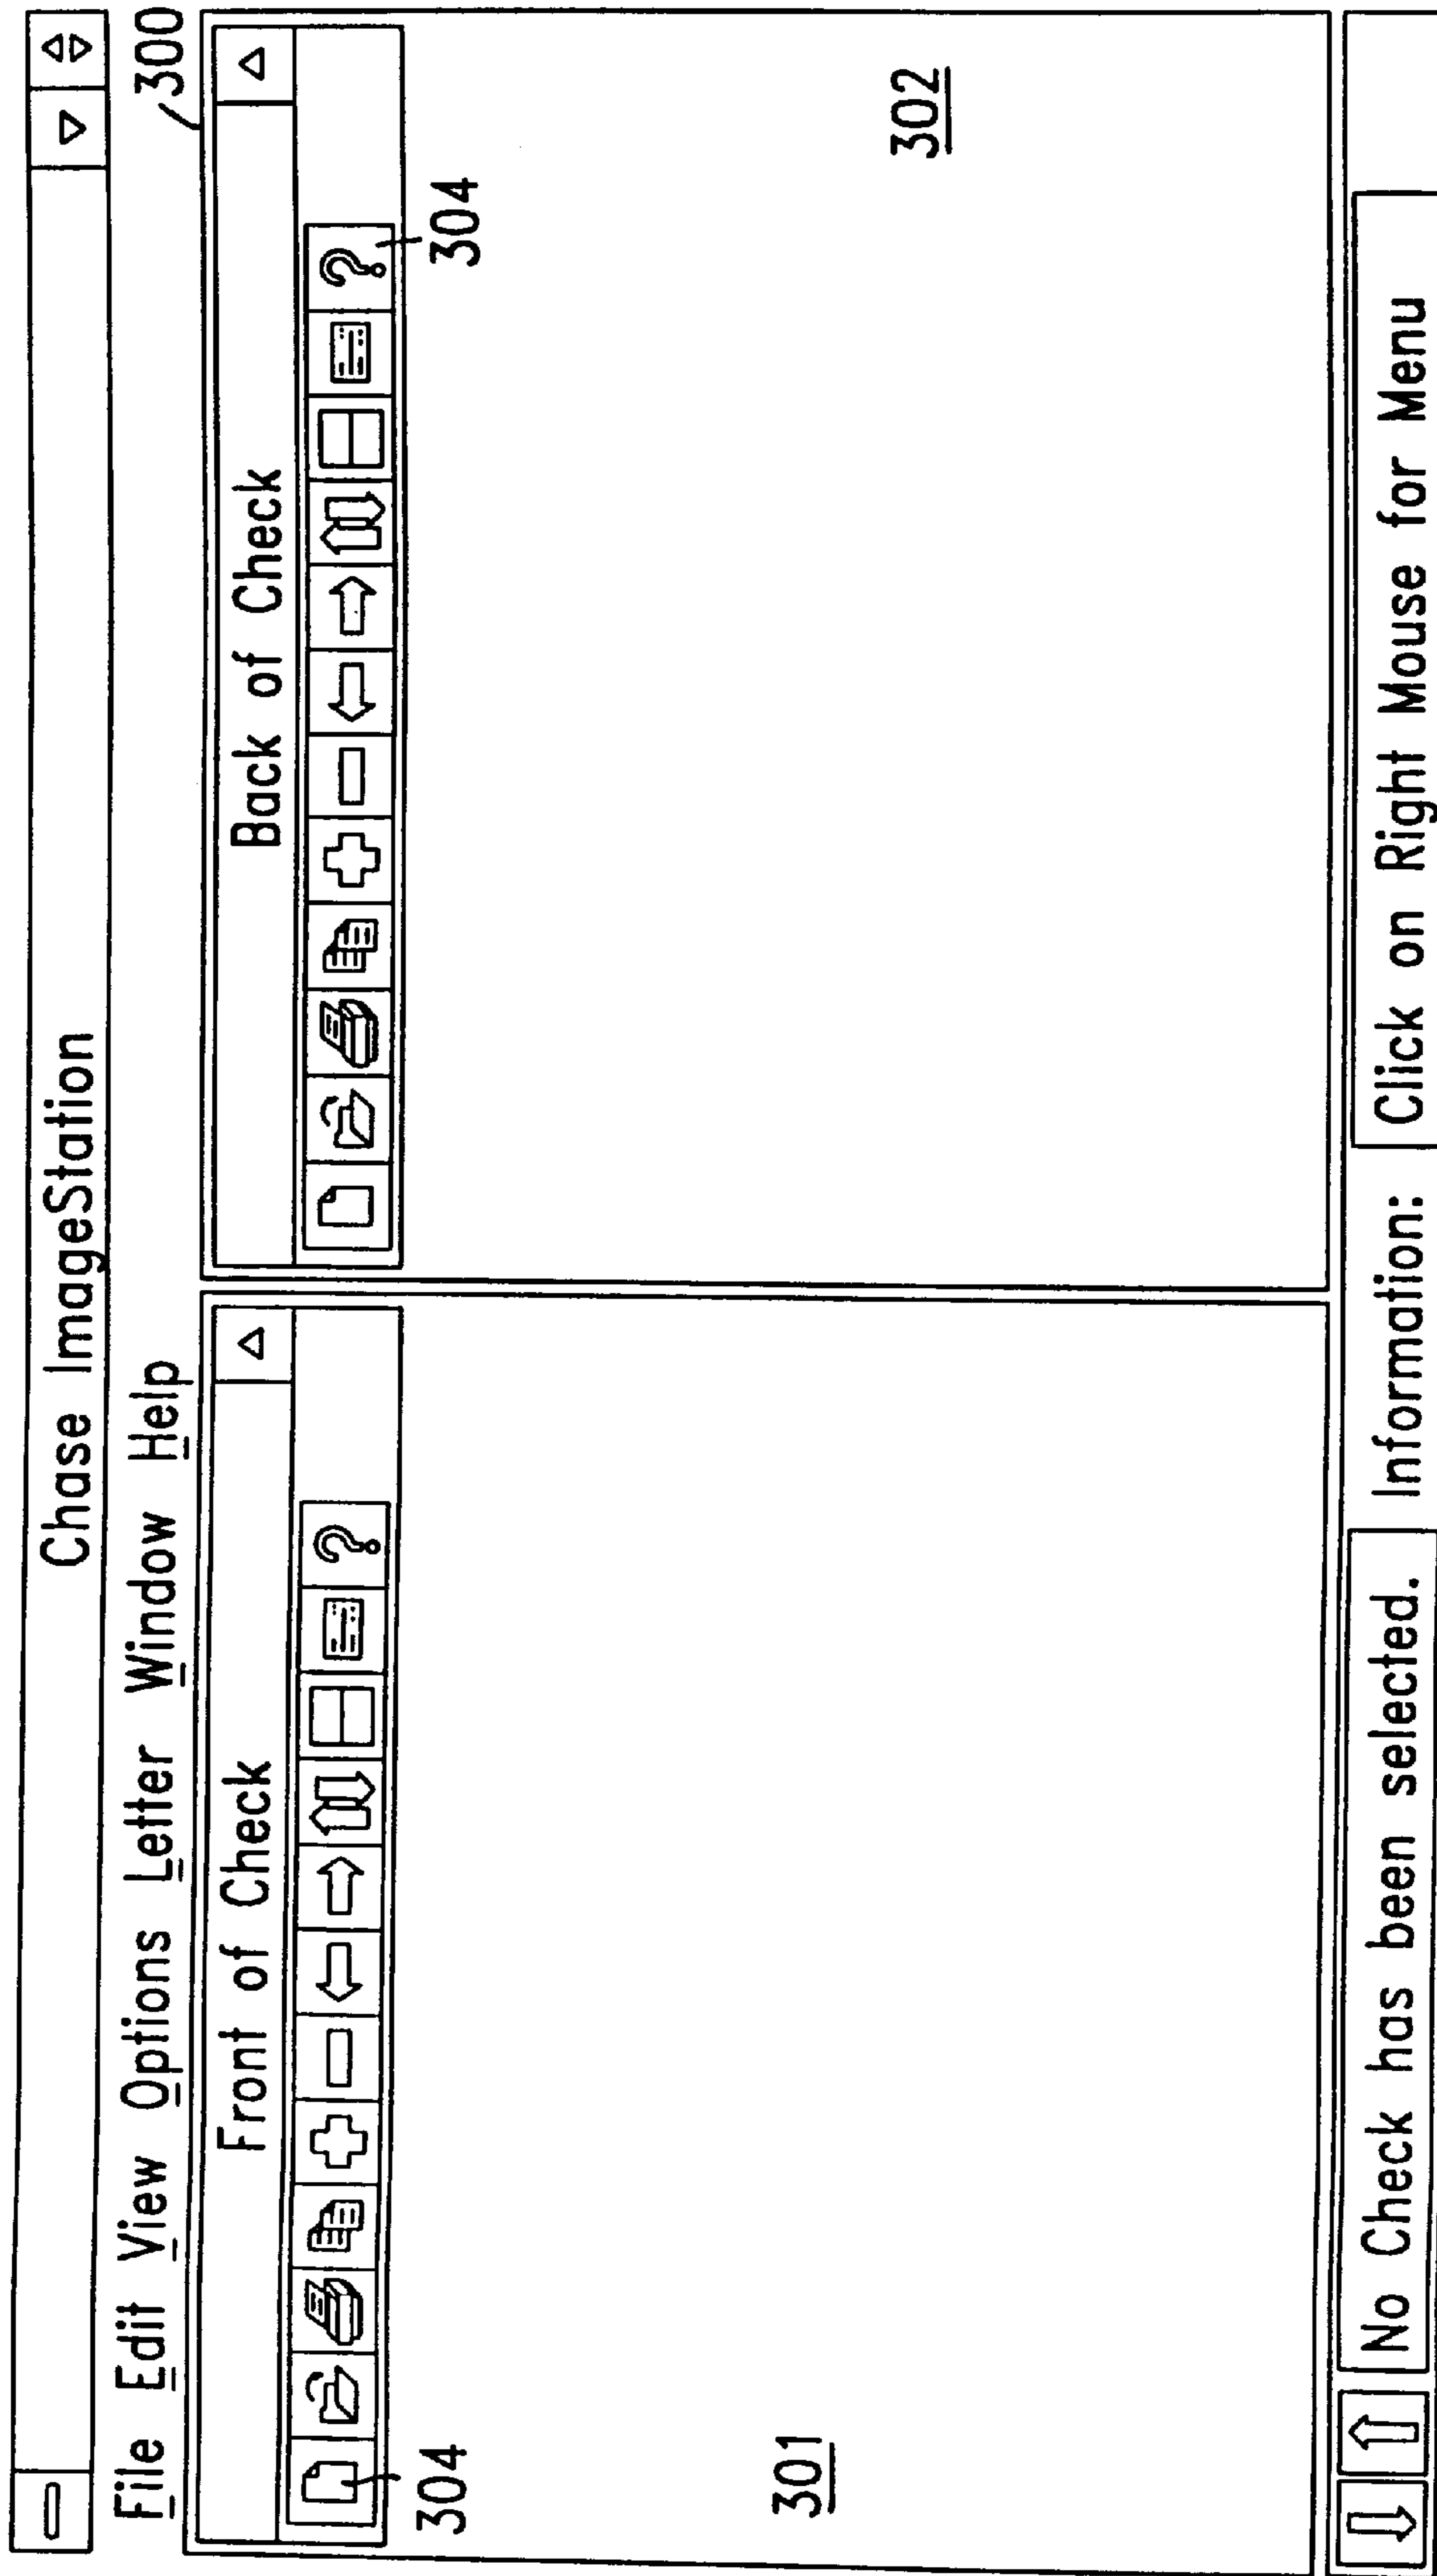 Chase ImageStation
File Edit View Options Letter Window Help
300
Front of Check
Back of Check
304
304
301
302
No Check has been selected.
Information:
Click on Right Mouse for Menu